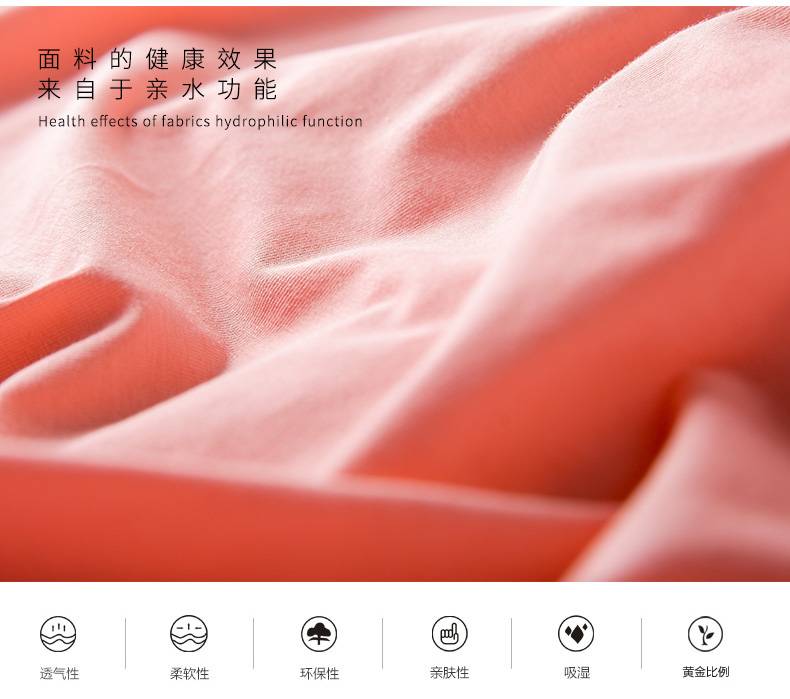 面料的健康效果
来自于亲水功能
Health effects of fabrics hydrophilic function
透气性
柔软性
环保性
亲肤性
吸湿
黄金比例